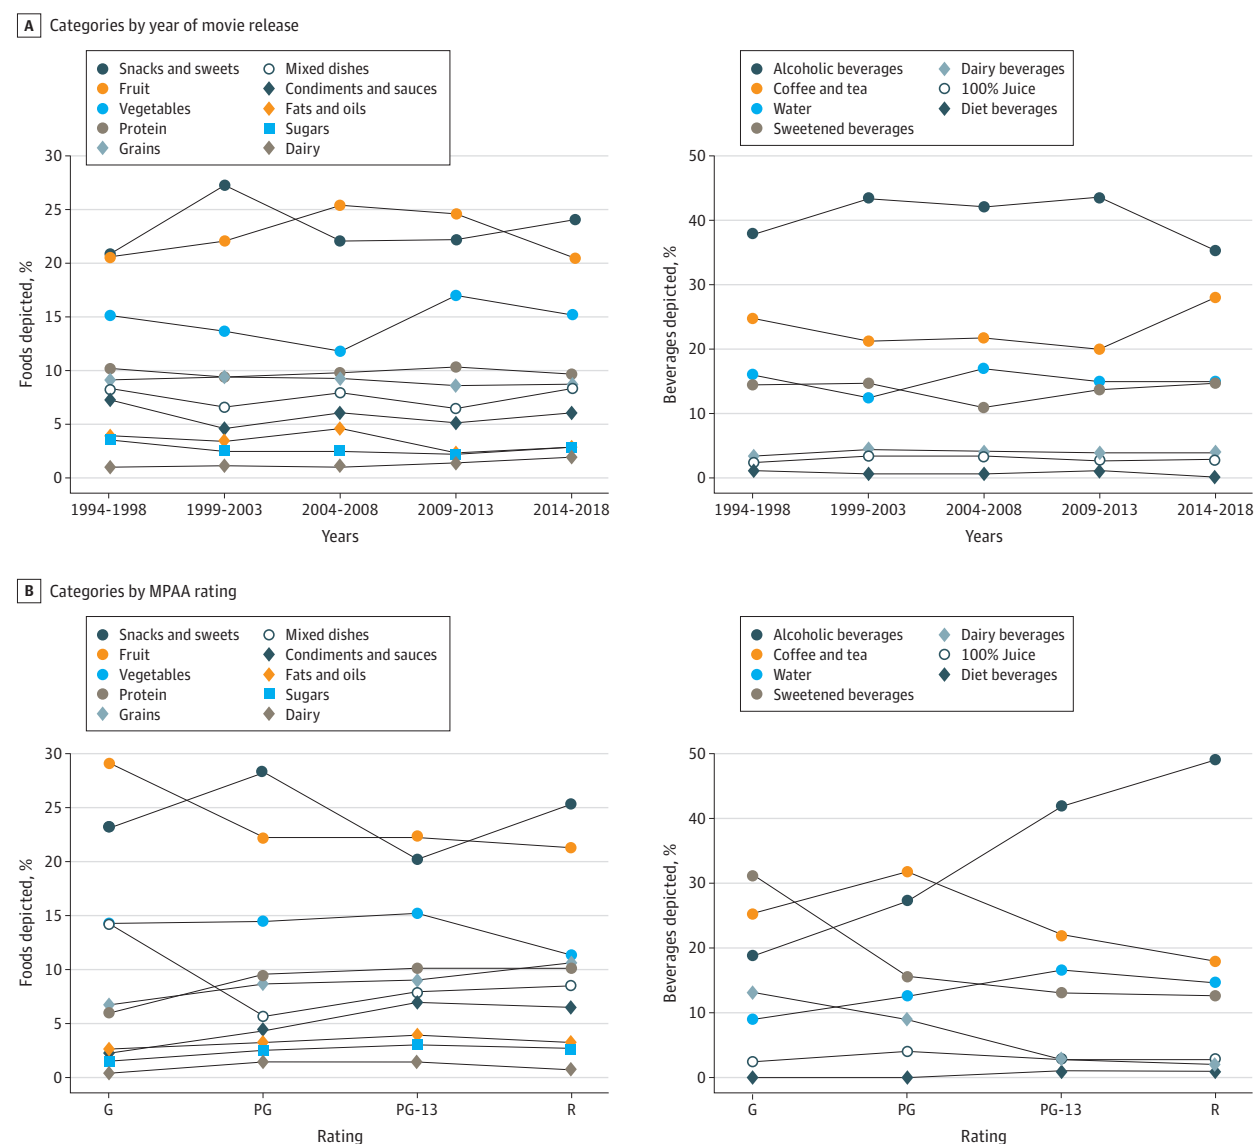 A Categories by year of movie release
Snacks and sweets
Fruit
Vegetables
Protein
Grains
Mixed dishes
Condiments and sauces
Fats and oils
Sugars
Dairy
30
25
20
15
10
5
0
Foods depicted, %
1994-1998 1999-2003 2004-2008 2009-2013 2014-2018
Years
Alcoholic beverages
Coffee and tea
Water
Sweetened beverages
Dairy beverages
100% Juice
Diet beverages
50
40
30
20
10
0
Beverages depicted, %
1994-1998 1999-2003 2004-2008 2009-2013 2014-2018
Years
B Categories by MPAA rating
Snacks and sweets
Fruit
Vegetables
Protein
Grains
Mixed dishes
Condiments and sauces
Fats and oils
Sugars
Dairy
30
25
20
15
10
5
0
Foods depicted, %
G PG PG-13 R
Rating
Alcoholic beverages
Coffee and tea
Water
Sweetened beverages
Dairy beverages
100% Juice
Diet beverages
50
40
30
20
10
0
Beverages depicted, %
G PG PG-13 R
Rating